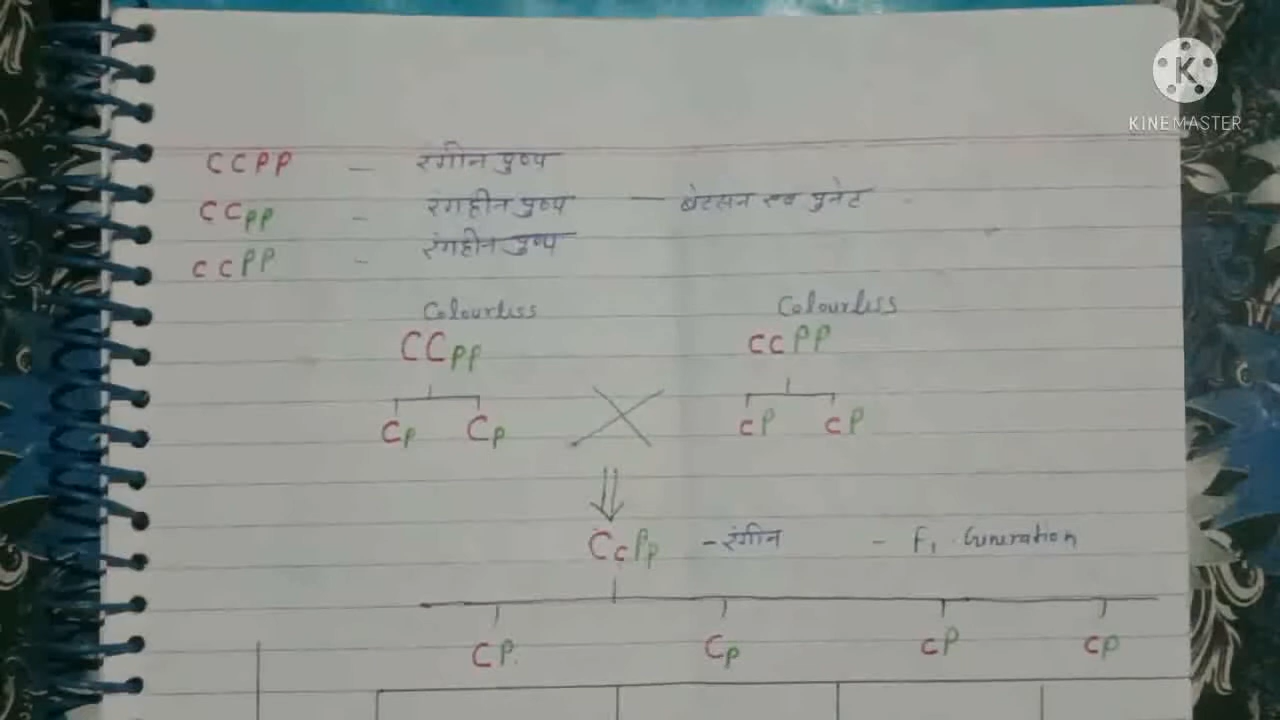 KINEMASTER
CCPP — रंगीन पुष्प
CCpp - रंगहीन पुष्प — बेटसन एवं पुनेट
ccPP - रंगहीन पुष्प
Colourless Colourless
CCpp ccPP
Cp Cp cP cP
CcPp - रंगीन - F1 Generation
CP Cp cP cp